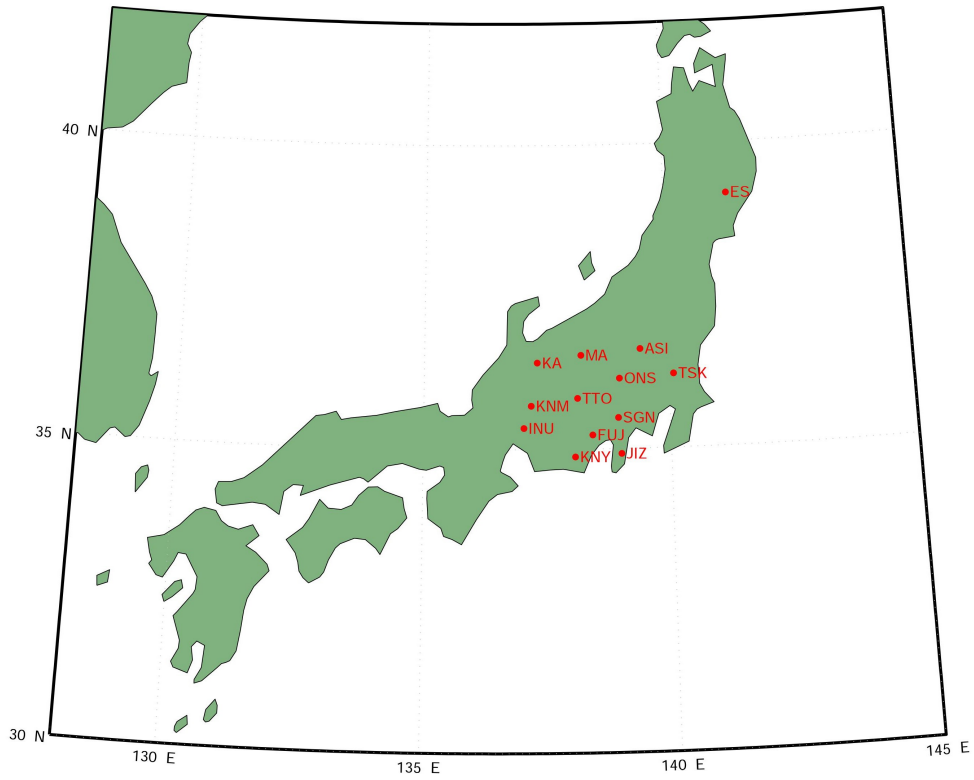 40 N
ES
ASI
MA
KA
TSK
ONS
TTO
KNM
SGN
INU
FUJ
35 N
JIZ
KNY
30 N
130 E
135 E
140 E
145 E